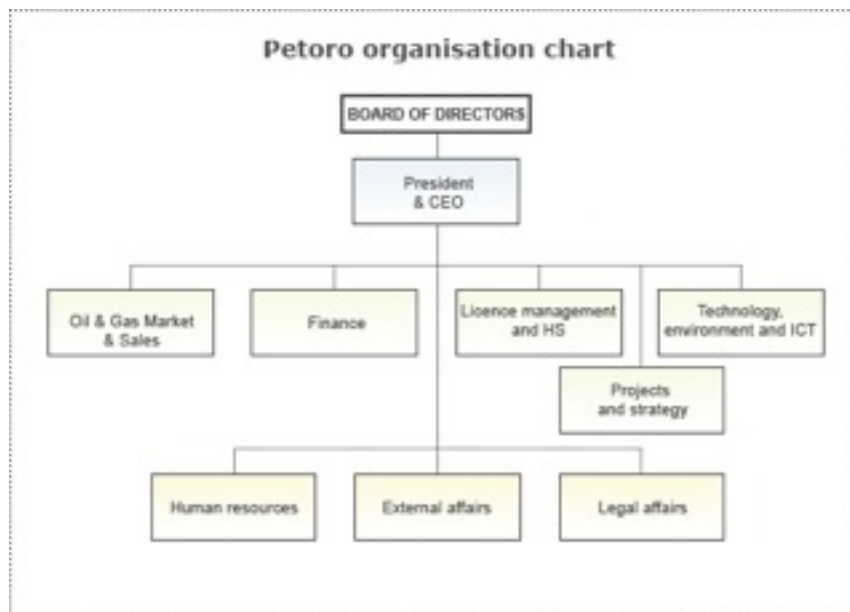 Petoro organisation chart
BOARD OF DIRECTORS
President
& CEO
Oil & Gas Market
& Sales
Finance
Licence management
and HS
Technology,
environment and ICT
Projects
and strategy
Human resources
External affairs
Legal affairs